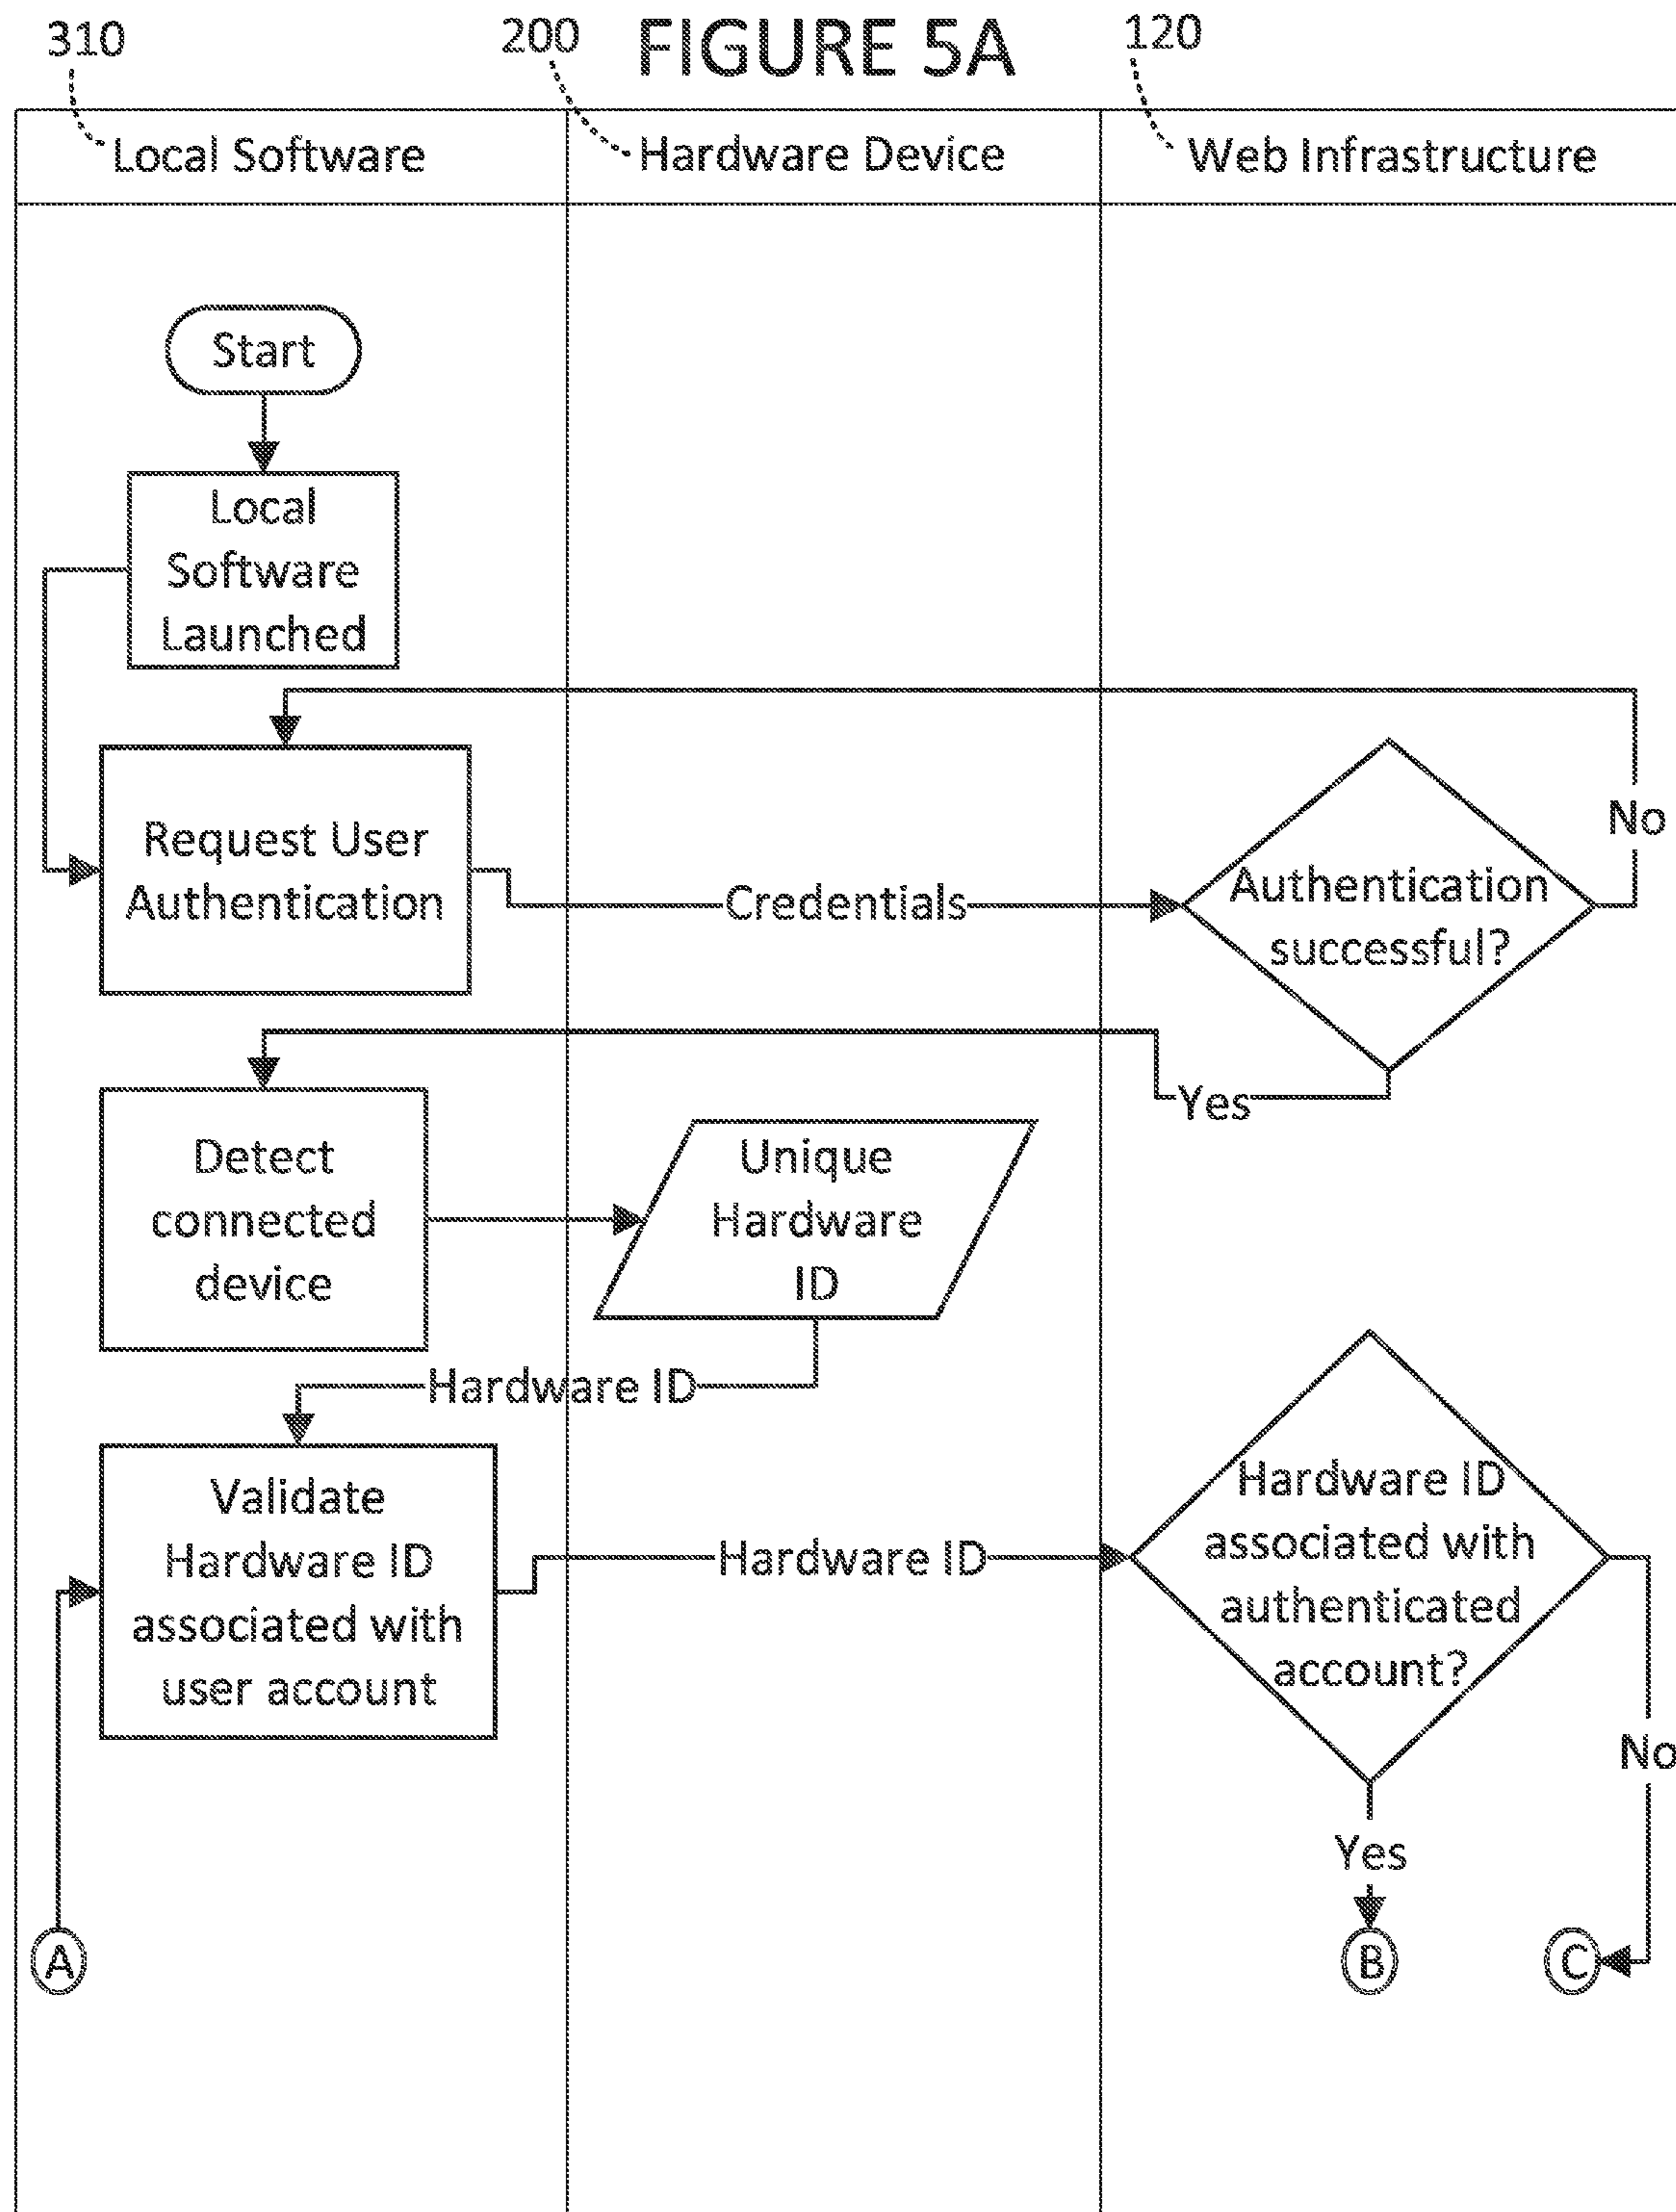 310
200
FIGURE 5A
120
Local Software
Hardware Device
Web Infrastructure
Start
Local
Software
Launched
Request User
Authentication
Credentials
Authentication
successful?
No
Yes
Detect
connected
device
Unique
Hardware
ID
Hardware ID
Validate
Hardware ID
associated with
user account
Hardware ID
Hardware ID
associated with
authenticated
account?
No
Yes
A
B
C